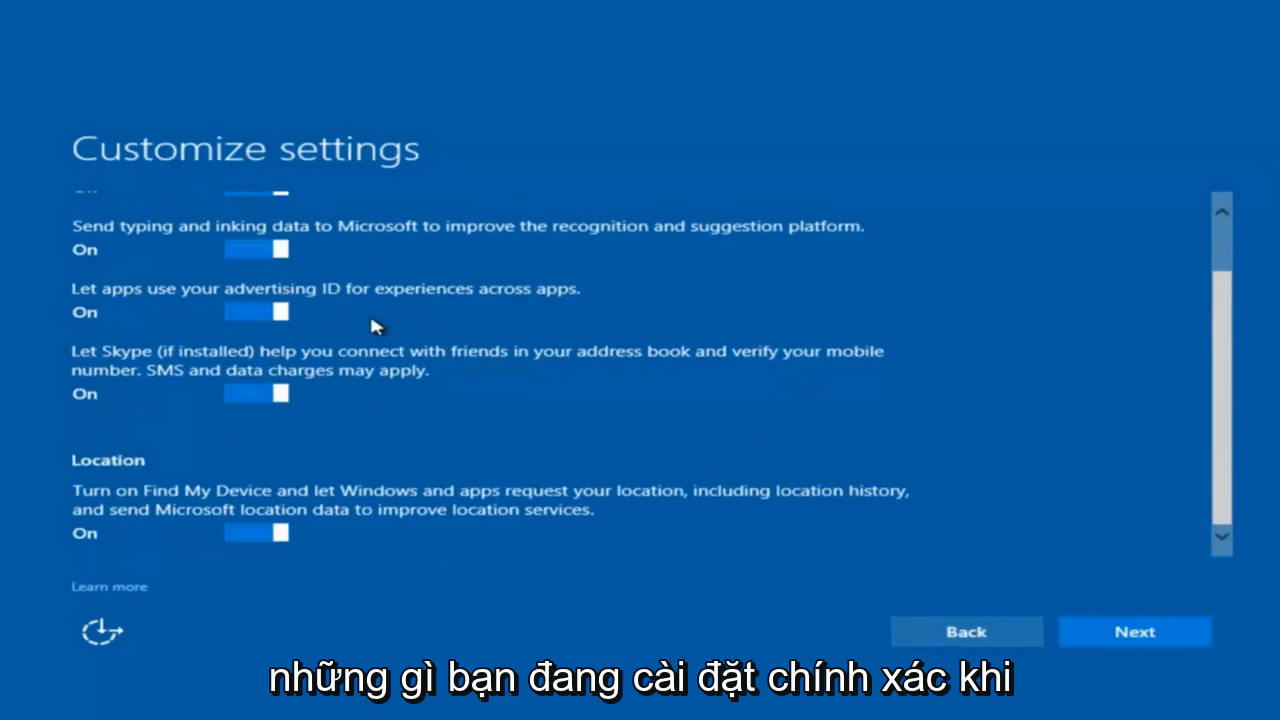 Customize settings
Send typing and inking data to Microsoft to improve the recognition and suggestion platform.
On
Let apps use your advertising ID for experiences across apps.
On
Let Skype (if installed) help you connect with friends in your address book and verify your mobile
number. SMS and data charges may apply.
On
Location
Turn on Find My Device and let Windows and apps request your location, including location history,
and send Microsoft location data to improve location services.
On
Learn more
Back
Next
những gì bạn đang cài đặt chính xác khi